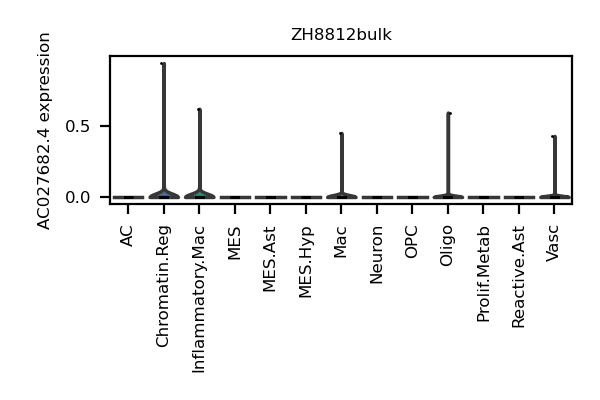 ZH8812bulk
AC027682.4 expression
0.5
0.0
AC
Chromatin.Reg
Inflammatory.Mac
MES
MES.Ast
MES.Hyp
Mac
Neuron
OPC
Oligo
Prolif.Metab
Reactive.Ast
Vasc